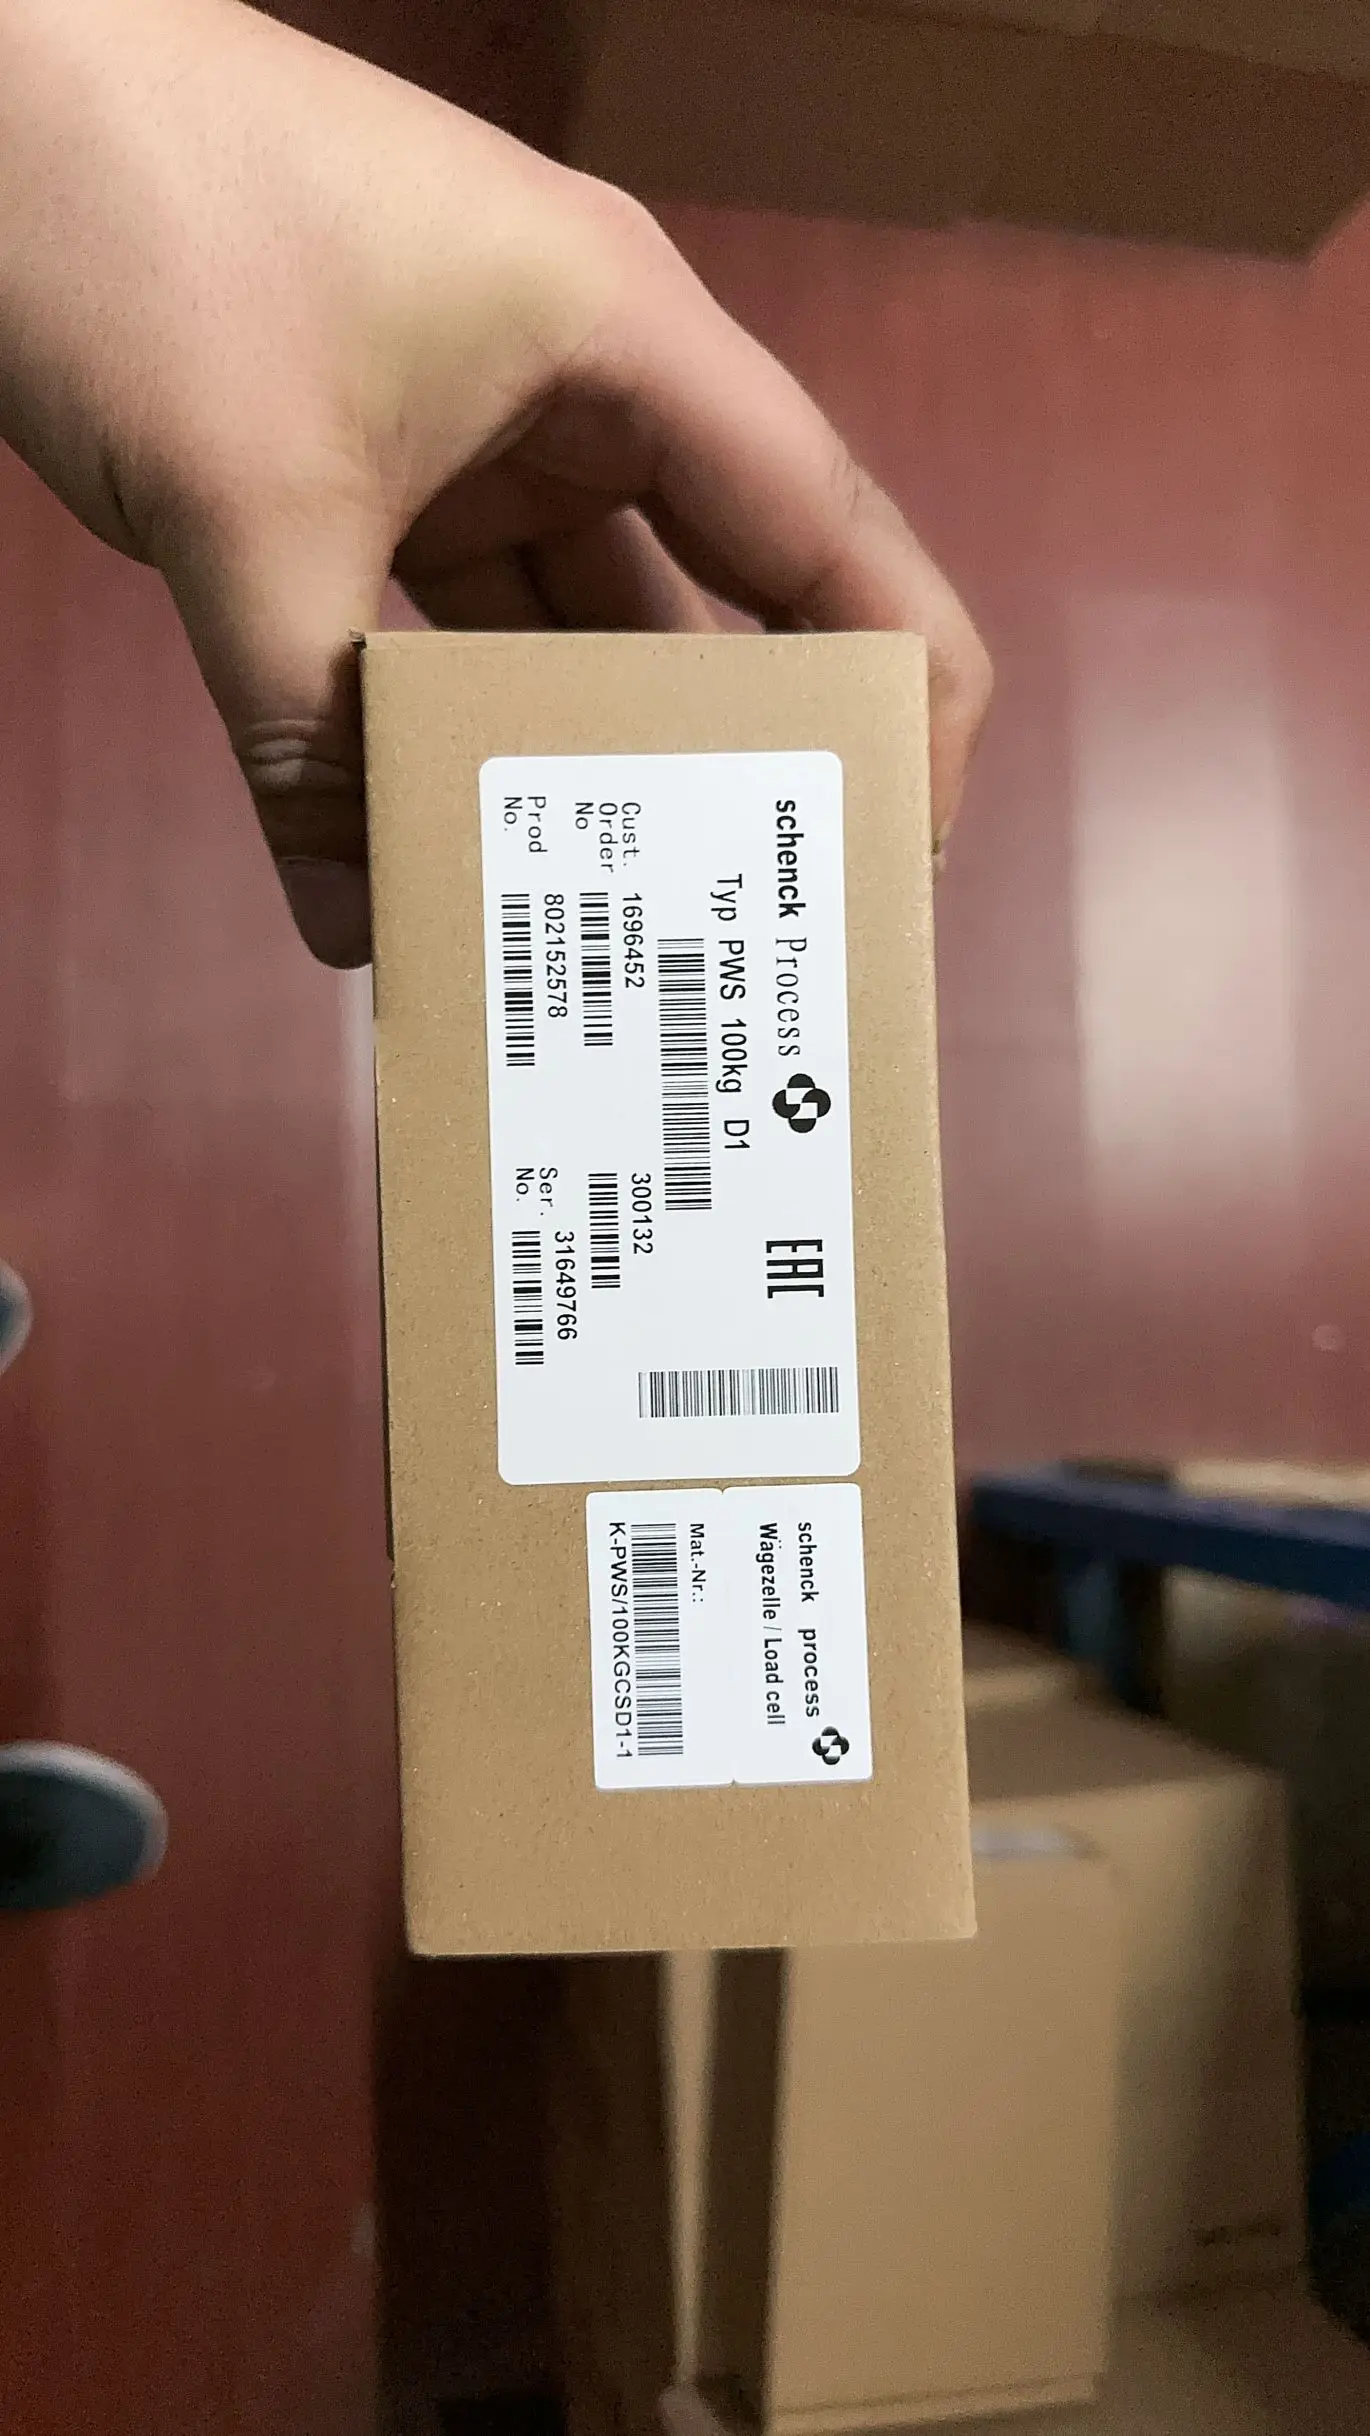 schenck Process
EAC
Typ PWS 100kg D1
Cust. Order No
1696452
300132
Prod No.
802152578
Ser. No.
31649766
schenck process
Wägezelle / Load cell
Mat.-Nr.:
K-PWS/100KGCSD1-1